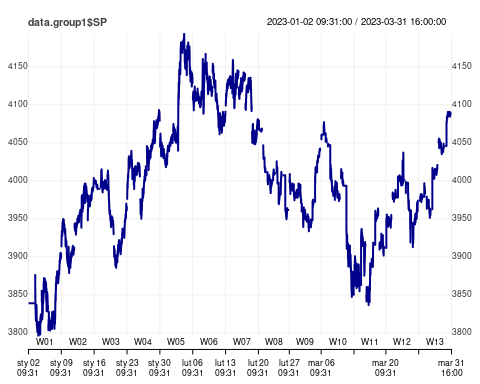 data.group1$SP 2023-01-02 09:31:00 / 2023-03-31 16:00:00
4150 4150
4100 4100
4050 4050
4000 4000
3950 3950
3900 3900
3850 3850
3800 3800
W01 W02 W03 W04 W05 W06 W07 W08 W09 W10 W11 W12 W13
sty 02 sty 09 sty 16 sty 23 sty 30 lut 06 lut 13 lut 20 lut 27 mar 06 mar 20 mar 31
09:31 09:31 09:31 09:31 09:31 09:31 09:31 09:31 09:31 09:31 09:31 16:00